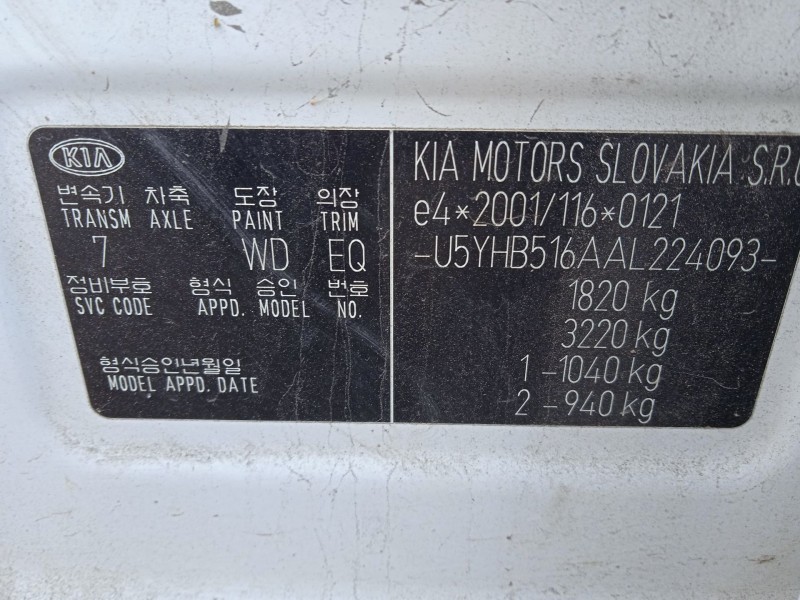 KIA
변속기 차축 도장 의장
TRANSM AXLE PAINT TRIM
7 WD EQ
정비부호 형식 승인 번호
SVC CODE APPD. MODEL NO.
형식승인년월일
MODEL APPD. DATE
KIA MOTORS SLOVAKIA S.R.O
e4*2001/116*0121
-U5YHB516AAL224093-
1820 kg
3220 kg
1 -1040 kg
2 -940 kg